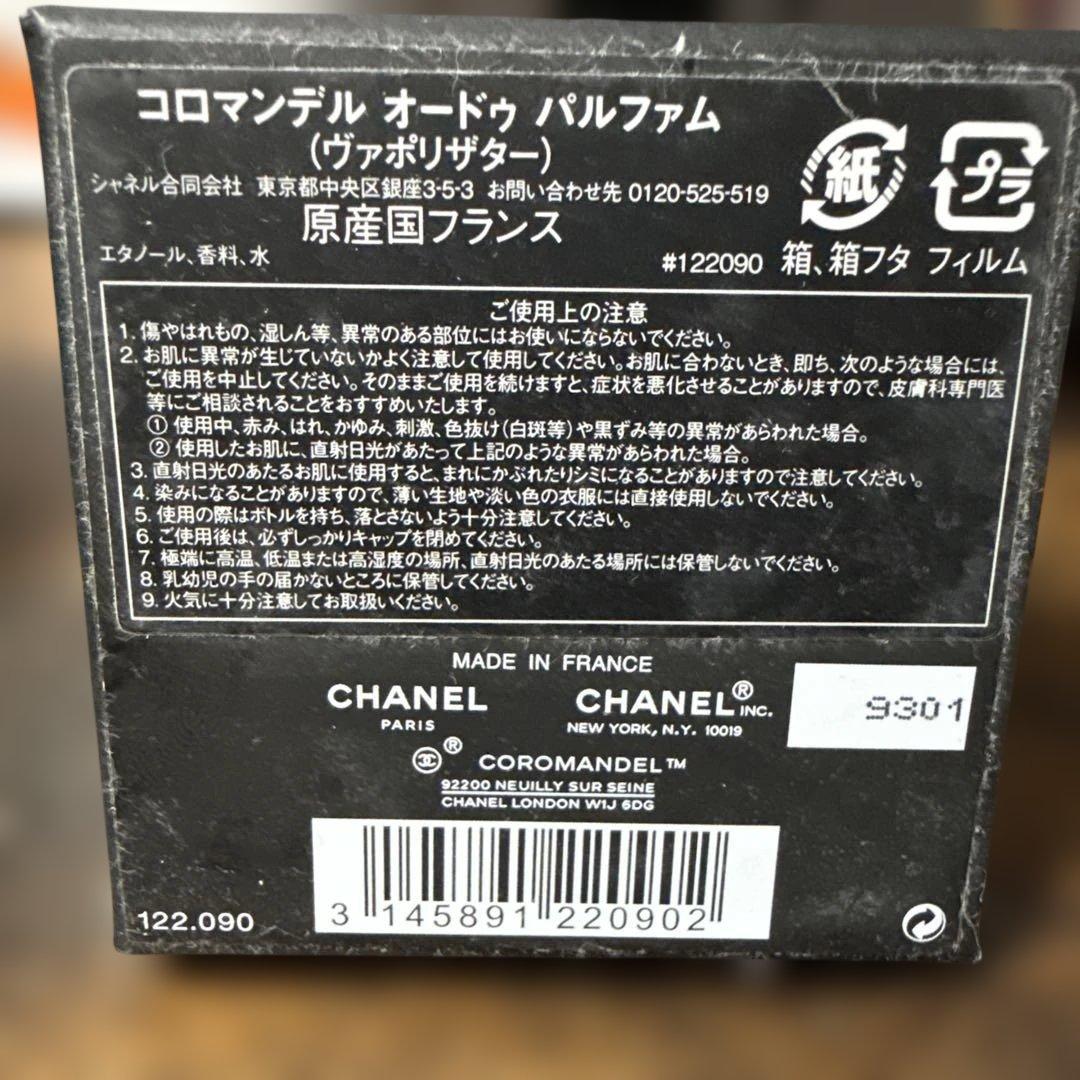 コロマンデル オードゥ パルファム
(ヴァポリザター)
シャネル合同会社 東京都中央区銀座3-5-3 お問い合わせ先 0120-525-519
原産国フランス
エタノール、香料、水
#122090
紙
プラ
箱、箱フタ フィルム
ご使用上の注意
1. 傷やはれもの、湿しん等、異常のある部位にはお使いにならないでください。
2. お肌に異常が生じていないかよく注意して使用してください。お肌に合わないとき、即ち、次のような場合には、
ご使用を中止してください。そのままご使用を続けますと、症状を悪化させることがありますので、皮膚科専門医
等にご相談されることをおすすめいたします。
① 使用中、赤み、はれ、かゆみ、刺激、色抜け(白斑等)や黒ずみ等の異常があらわれた場合。
② 使用したお肌に、直射日光があたって上記のような異常があらわれた場合。
3. 直射日光のあたるお肌に使用すると、まれにかぶれたりシミになることがありますので注意してください。
4. 染みになることがありますので、薄い生地や淡い色の衣服には直接使用しないでください。
5. 使用の際はボトルを持ち、落とさないよう十分注意してください。
6. ご使用後は、必ずしっかりキャップを閉めてください。
7. 極端に高温、低温または高湿度の場所、直射日光のあたる場所には保管しないでください。
8. 乳幼児の手の届かないところに保管してください。
9. 火気に十分注意してお取扱いください。
MADE IN FRANCE
CHANEL
PARIS
CHANEL® INC.
NEW YORK, N.Y. 10019
9301
® COROMANDEL™
92200 NEUILLY SUR SEINE
CHANEL LONDON W1J 6DG
3 145891 220902
122.090